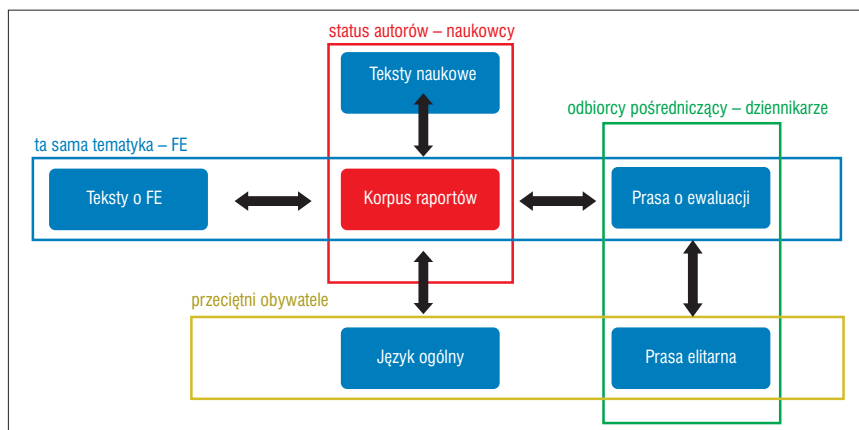 status autorów – naukowcy
Teksty naukowe
odbiorcy pośredniczący – dziennikarze
ta sama tematyka – FE
Teksty o FE
Korpus raportów
Prasa o ewaluacji
przeciętni obywatele
Język ogólny
Prasa elitarna